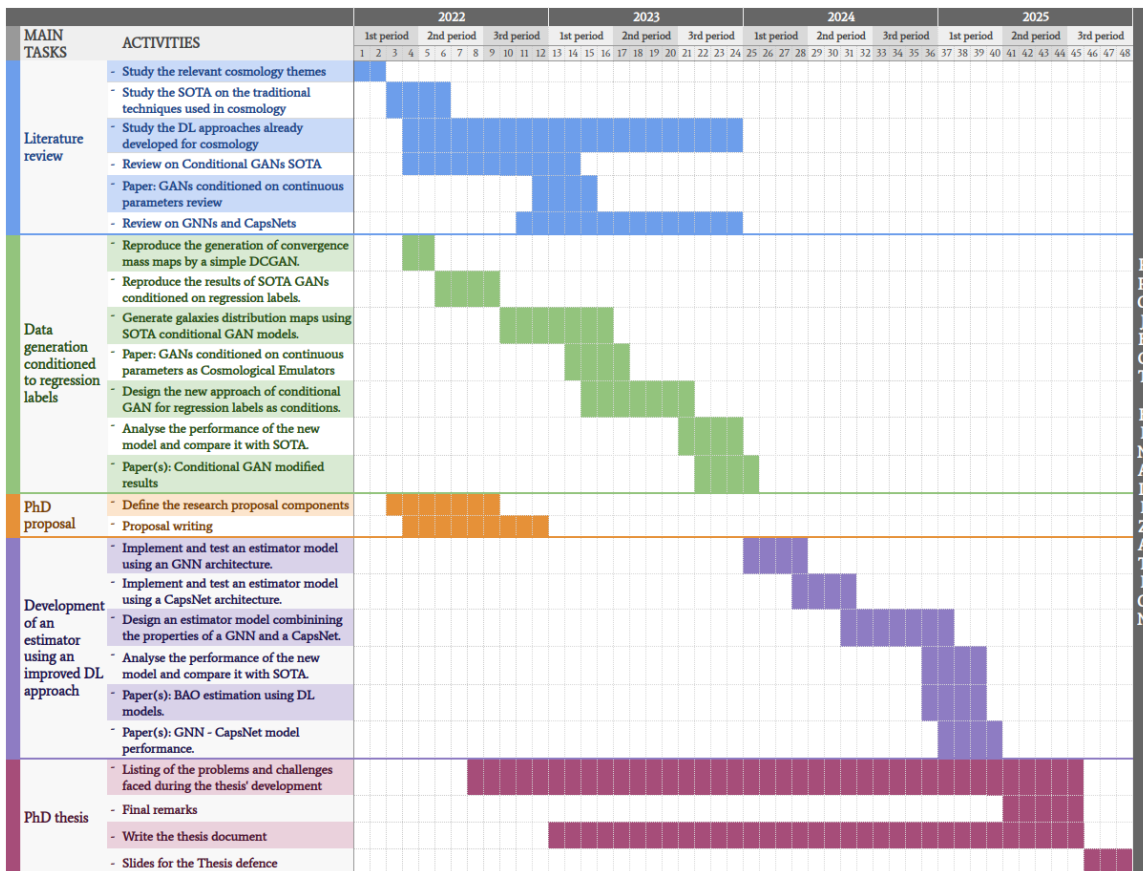 2022 2023 2024 2025
MAIN TASKS
ACTIVITIES
1st period 2nd period 3rd period 1st period 2nd period 3rd period 1st period 2nd period 3rd period 1st period 2nd period 3rd period
1 2 3 4 5 6 7 8 9 10 11 12 13 14 15 16 17 18 19 20 21 22 23 24 25 26 27 28 29 30 31 32 33 34 35 36 37 38 39 40 41 42 43 44 45 46 47 48
Literature
review
- Study the relevant cosmology themes
- Study the SOTA on the traditional
techniques used in cosmology
- Study the DL approaches already
developed for cosmology
- Review on Conditional GANs SOTA
- Paper: GANs conditioned on continuous
parameters review
- Review on GNNs and CapsNets
Data
generation
conditioned
to regression
labels
- Reproduce the generation of convergence
mass maps by a simple DCGAN.
- Reproduce the results of SOTA GANs
conditioned on regression labels.
- Generate galaxies distribution maps using
SOTA conditional GAN models.
- Paper: GANs conditioned on continuous
parameters as Cosmological Emulators
- Design the new approach of conditional
GAN for regression labels as conditions.
- Analyse the performance of the new
model and compare it with SOTA.
- Paper(s): Conditional GAN modified
results
PhD
proposal
- Define the research proposal components
- Proposal writing
Development
of an
estimator
using an
improved DL
approach
- Implement and test an estimator model
using an GNN architecture.
- Implement and test an estimator model
using a CapsNet architecture.
- Design an estimator model combinining
the properties of a GNN and a CapsNet.
- Analyse the performance of the new
model and compare it with SOTA.
- Paper(s): BAO estimation using DL
models.
- Paper(s): GNN - CapsNet model
performance.
PhD thesis
- Listing of the problems and challenges
faced during the thesis' development
- Final remarks
- Write the thesis document
- Slides for the Thesis defence